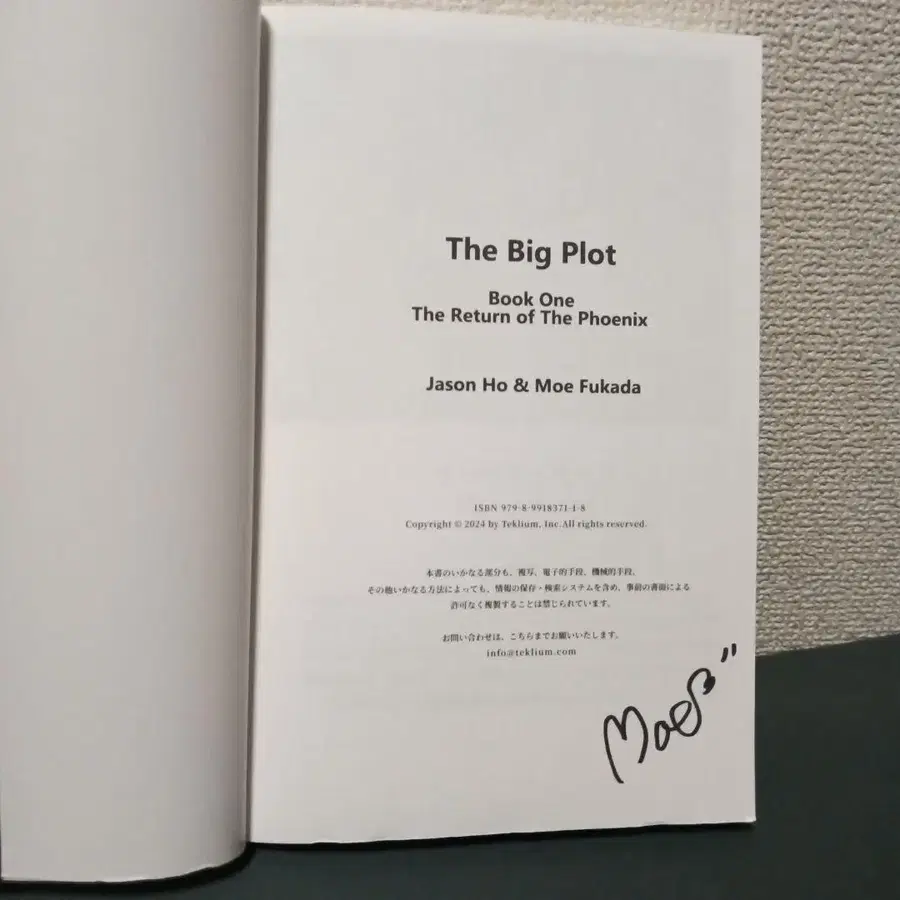 The Big Plot
Book One
The Return of The Phoenix
Jason Ho & Moe Fukada
ISBN 979-8-9918371-1-8
Copyright © 2024 by Teklium, Inc. All rights reserved.
本書のいかなる部分も、複写、電子的手段、機械的手段、
その他いかなる方法によっても、情報の保存・検索システムを含め、事前の書面による
許可なく複製することは禁じられています。
お問い合わせは、こちらまでお願いいたします。
info@teklium.com
Moe